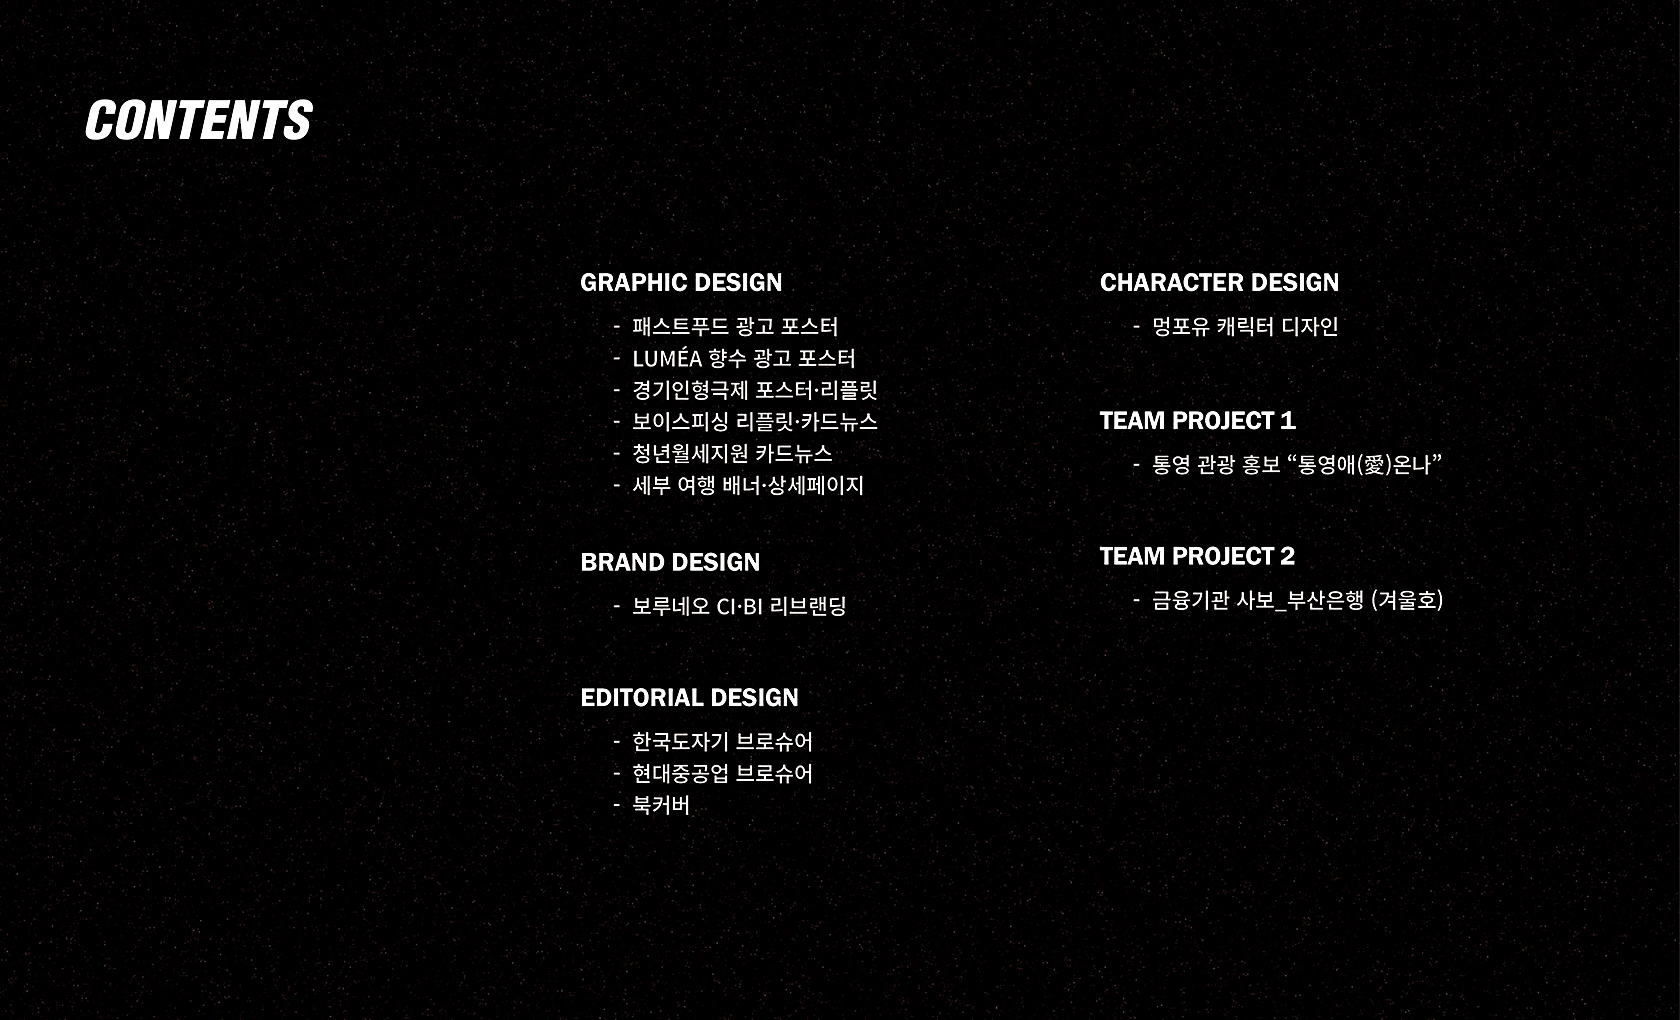 CONTENTS
GRAPHIC DESIGN
- 패스트푸드 광고 포스터
- LUMÉA 향수 광고 포스터
- 경기인형극제 포스터·리플릿
- 보이스피싱 리플릿·카드뉴스
- 청년월세지원 카드뉴스
- 세부 여행 배너·상세페이지
BRAND DESIGN
- 보루네오 CI·BI 리브랜딩
EDITORIAL DESIGN
- 한국도자기 브로슈어
- 현대중공업 브로슈어
- 북커버
CHARACTER DESIGN
- 멍포유 캐릭터 디자인
TEAM PROJECT 1
- 통영 관광 홍보 “통영애(愛)온나”
TEAM PROJECT 2
- 금융기관 사보_부산은행 (겨울호)